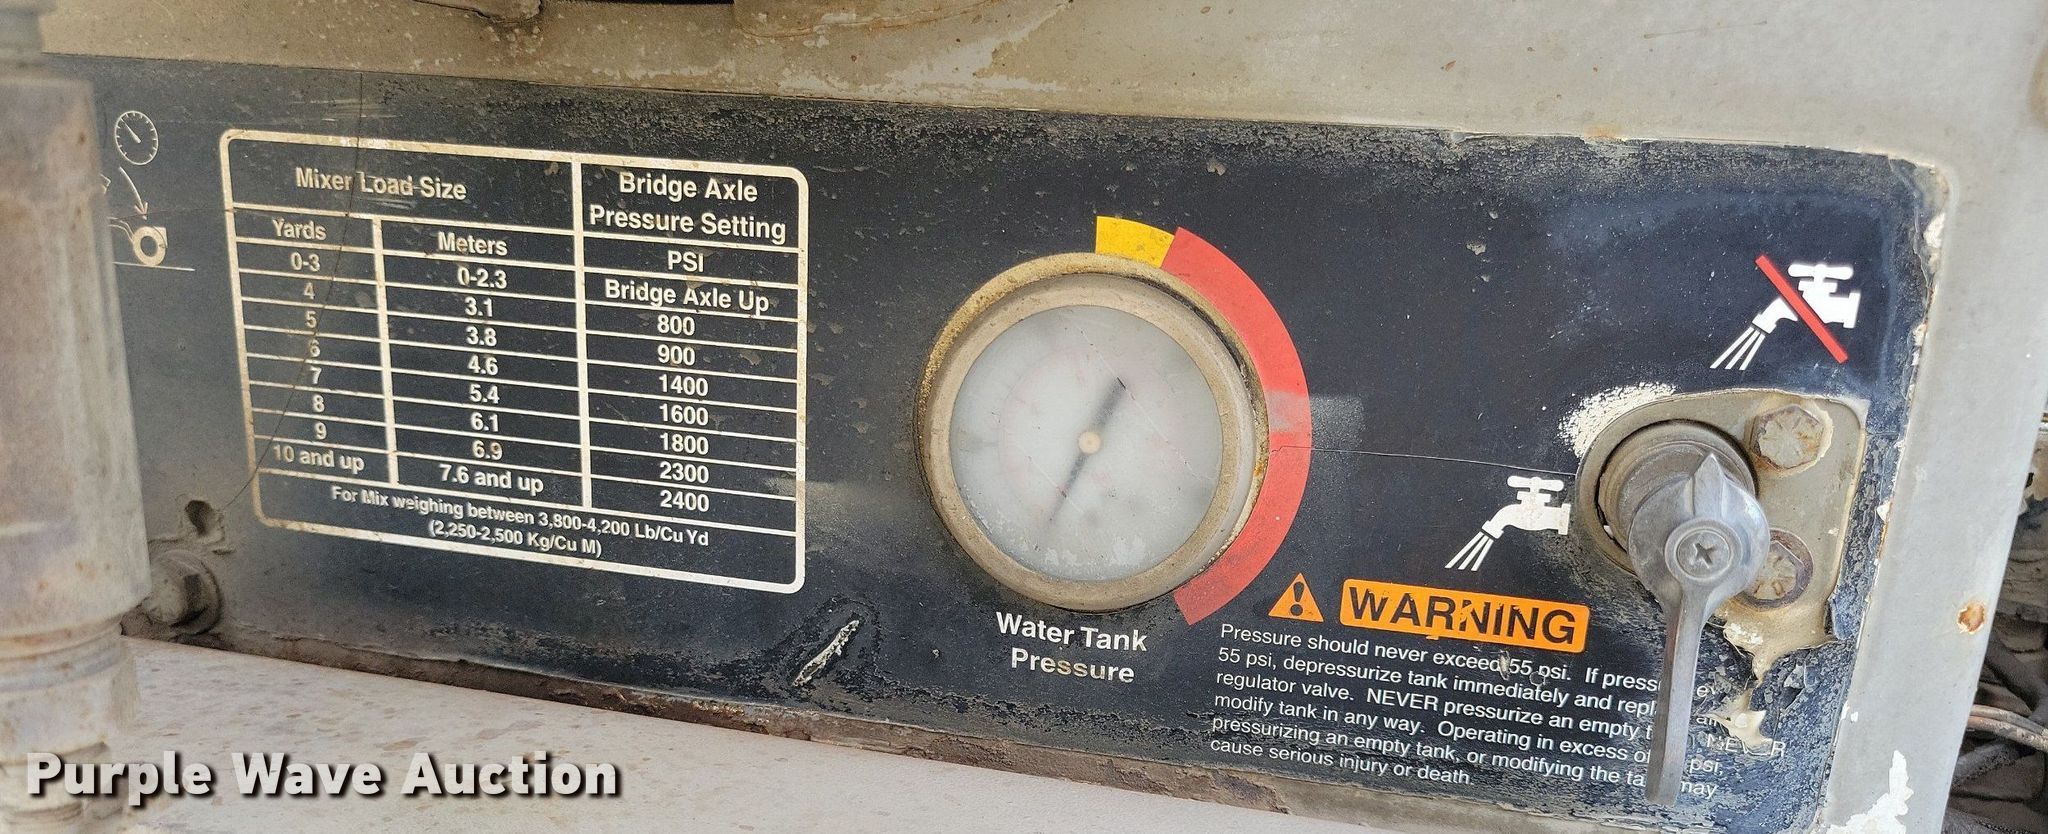 Mixer Load Size
Bridge Axle
Pressure Setting
Yards Meters PSI
0-3 0-2.3 Bridge Axle Up
4 3.1 800
5 3.8 900
6 4.6 1400
7 5.4 1600
8 6.1 1800
9 6.9 2300
10 and up 7.6 and up 2400
For Mix weighing between 3,800-4,200 Lb/Cu Yd
(2,250-2,500 Kg/Cu M)
Water Tank
Pressure
WARNING
Pressure should never exceed 55 psi. If
55 psi, depressurize tank immediately and
regulator valve. NEVER pressurize an empty NEVER
modify tank in any way. Operating in excess psi,
pressurizing an empty tank, or modifying the may
cause serious injury or death.
Purple Wave Auction